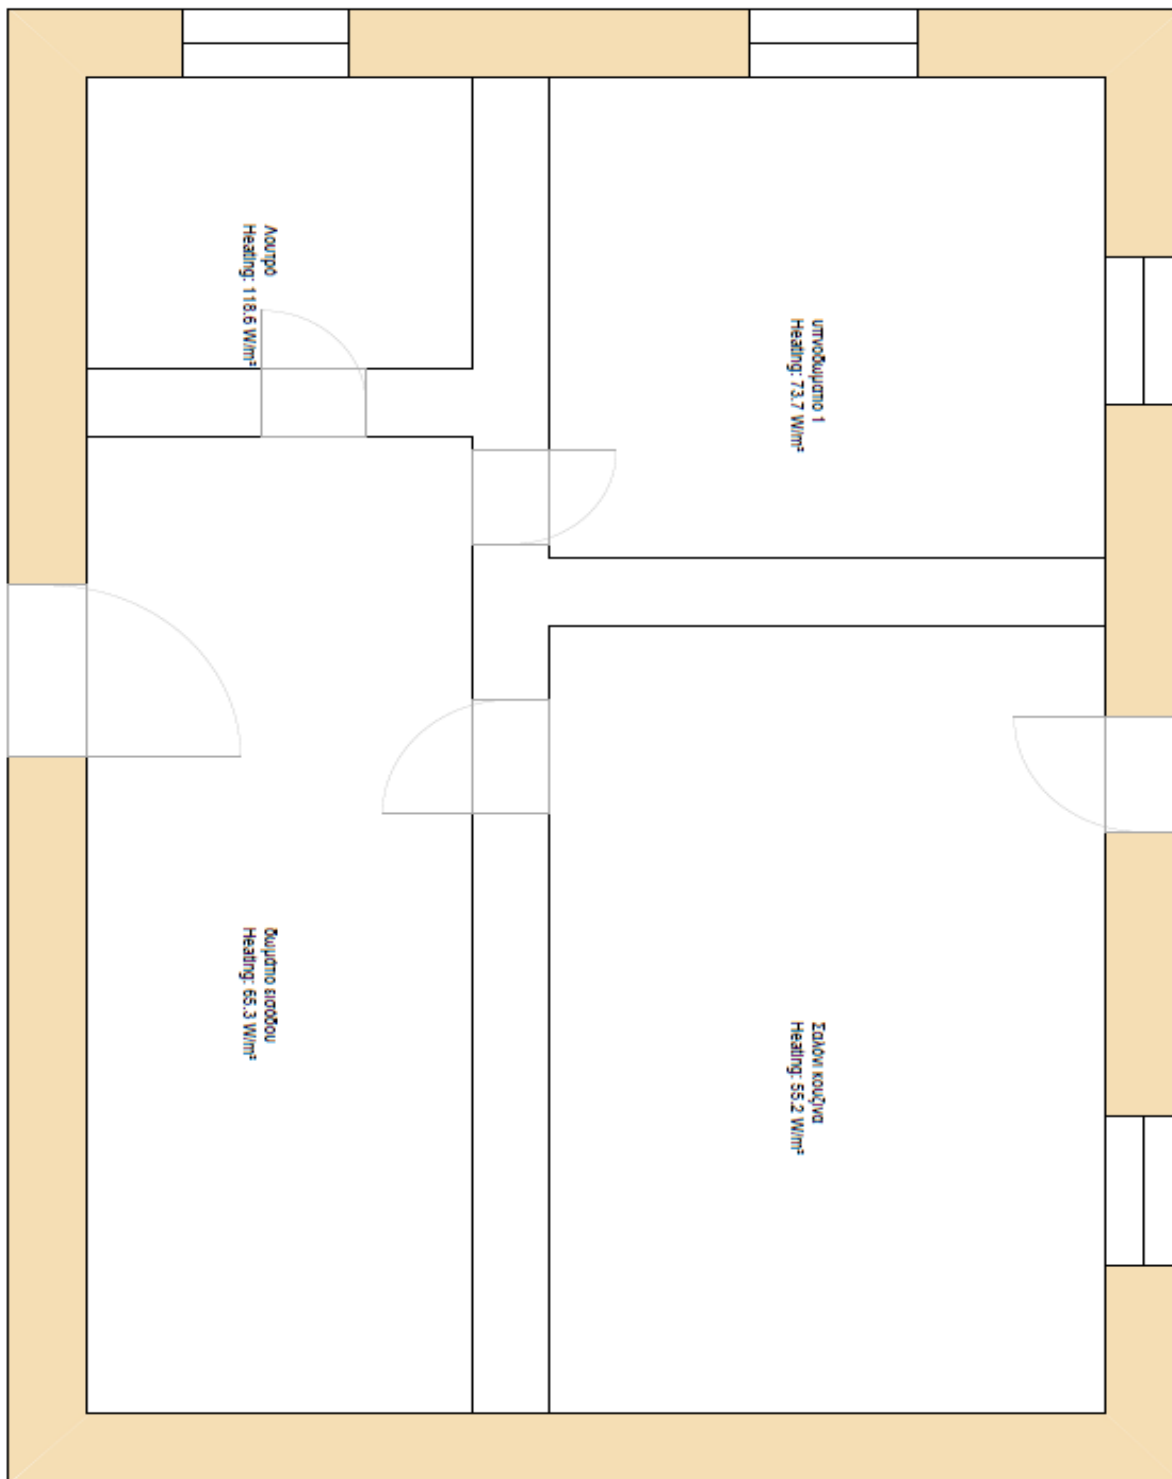 Λουτρό
Heating: 118.6 W/m²
υπνοδωματιο 1
Heating: 73.7 W/m²
δωμάτιο εισόδου
Heating: 65.3 W/m²
Σαλόνι κουζίνα
Heating: 55.2 W/m²